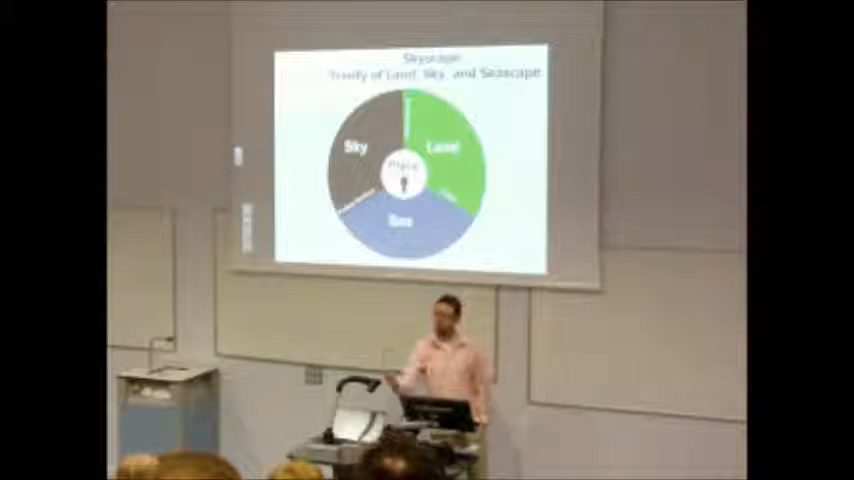 Skyscape
Trinity of Land, Sky, and Seascape
Sky
Land
Place
Sea